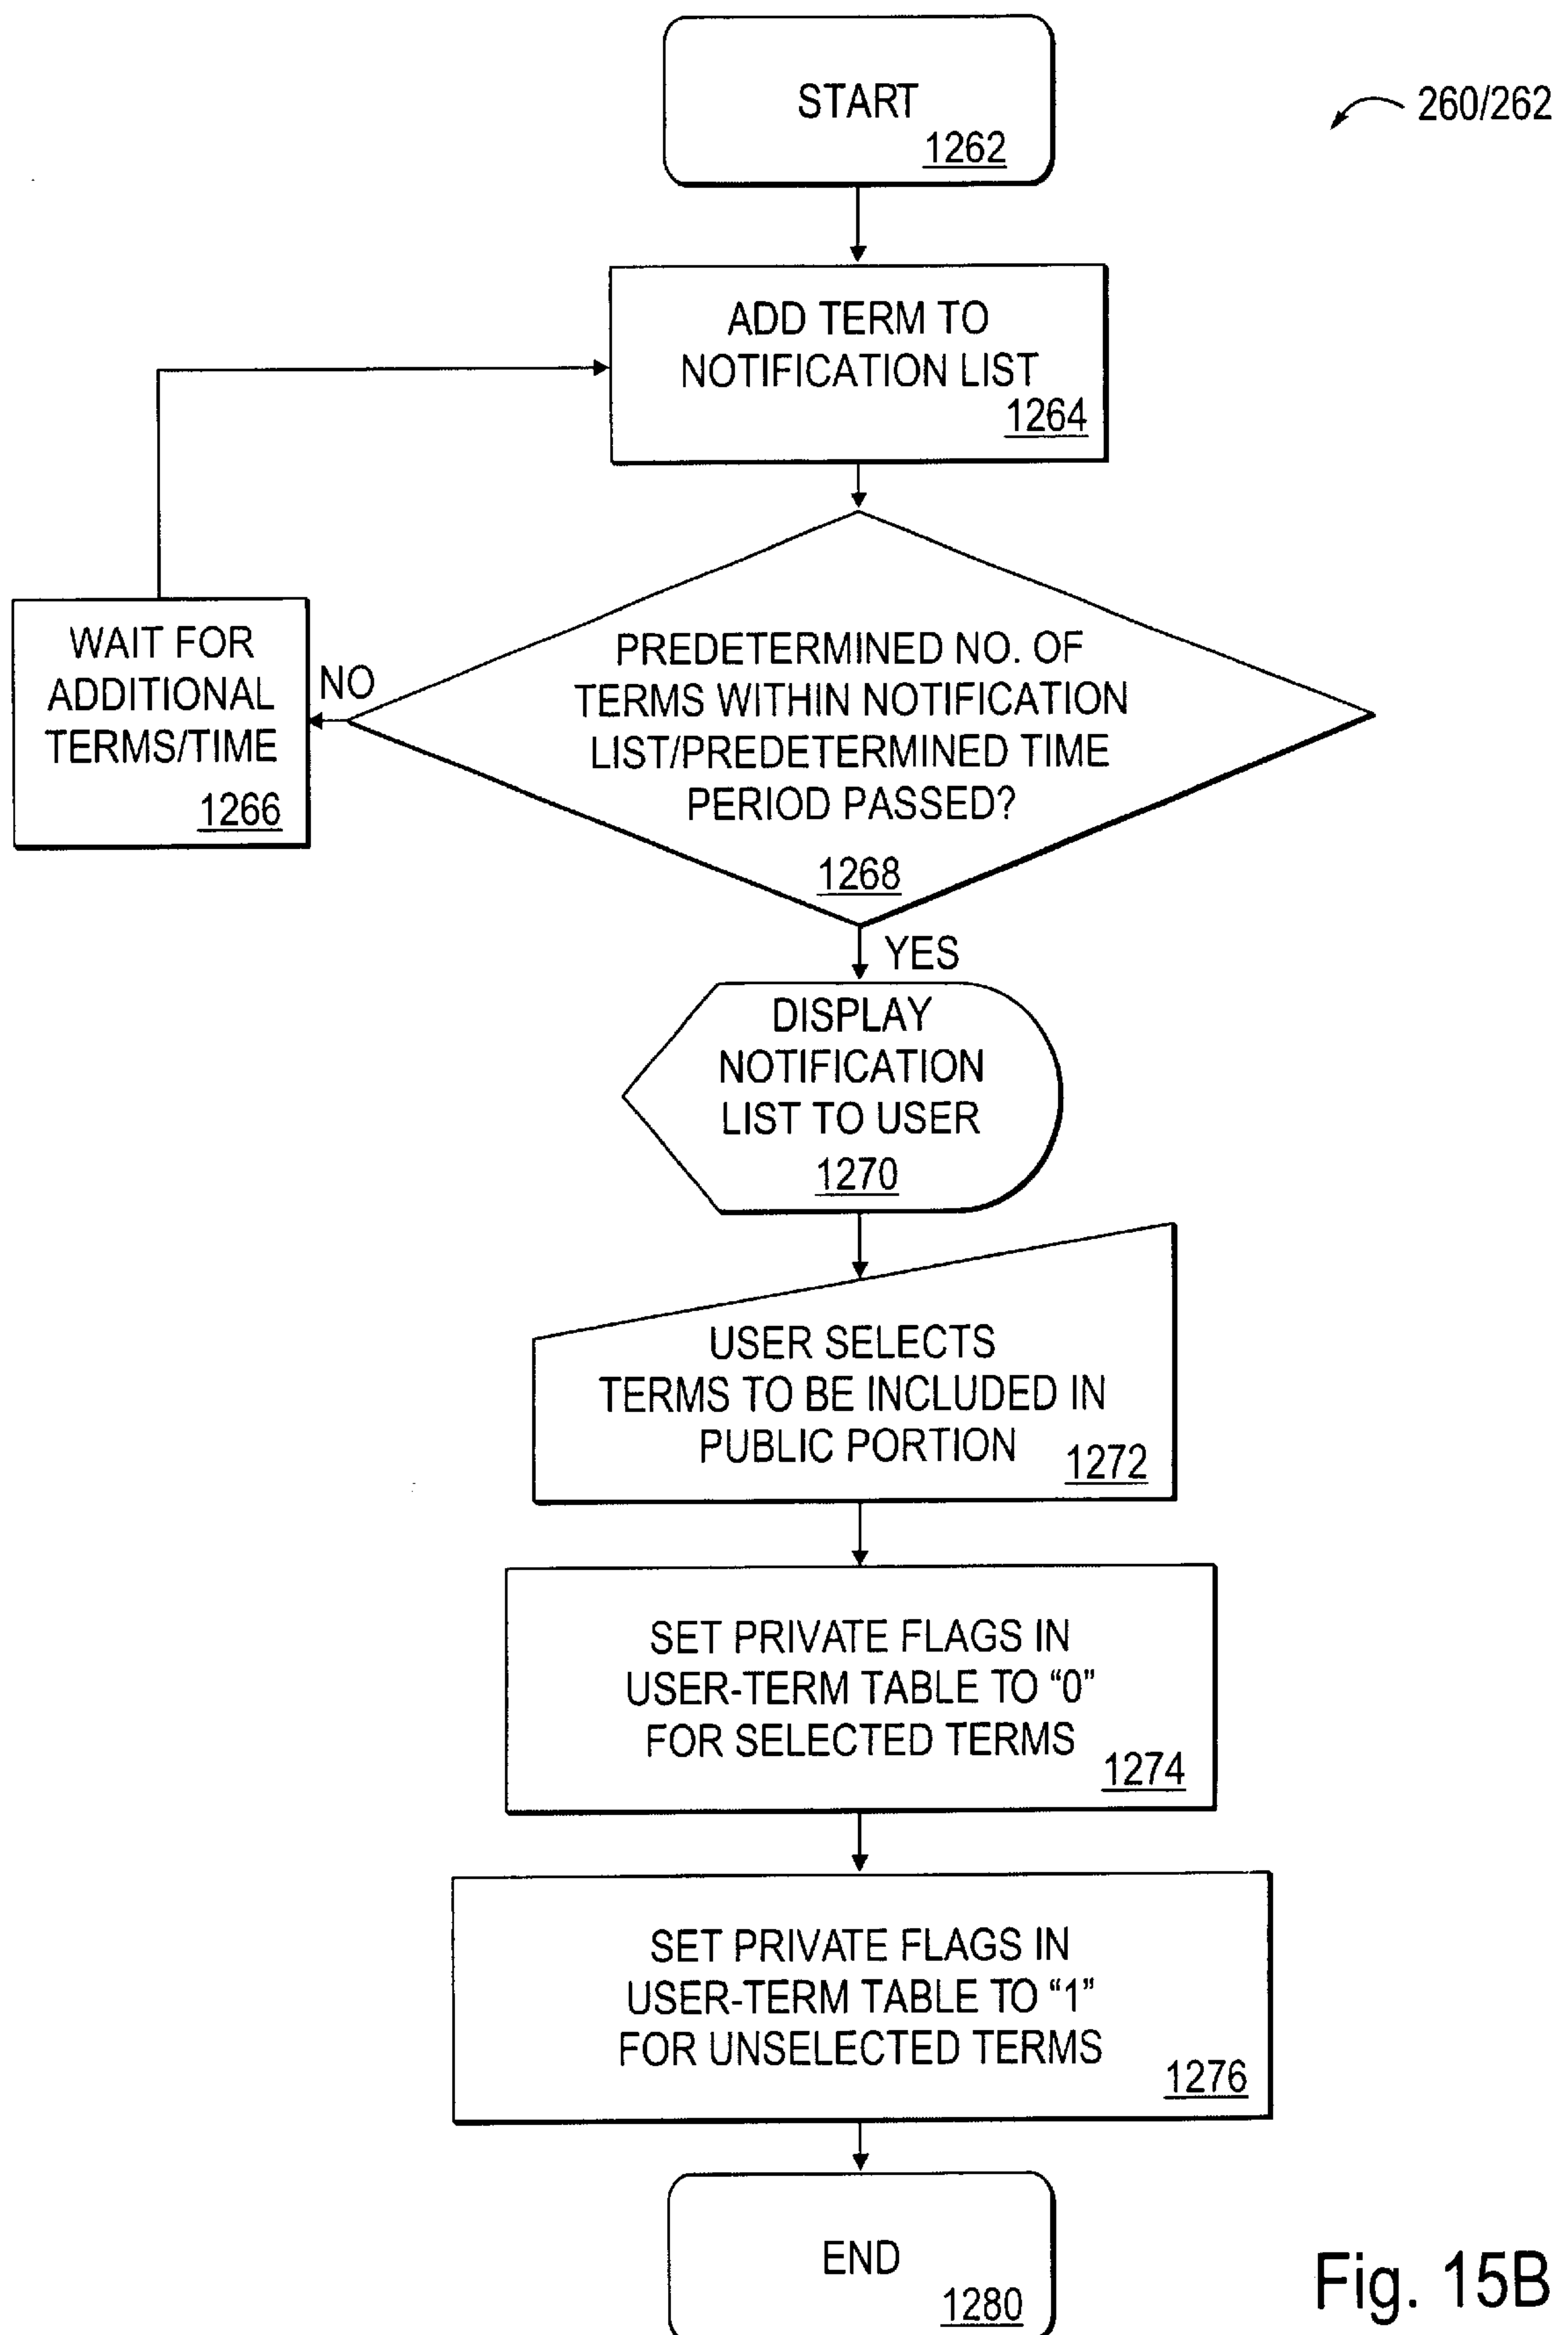 START
1262
260/262
ADD TERM TO
NOTIFICATION LIST
1264
WAIT FOR
ADDITIONAL
TERMS/TIME
1266
NO
PREDETERMINED NO. OF
TERMS WITHIN NOTIFICATION
LIST/PREDETERMINED TIME
PERIOD PASSED?
1268
YES
DISPLAY
NOTIFICATION
LIST TO USER
1270
USER SELECTS
TERMS TO BE INCLUDED IN
PUBLIC PORTION
1272
SET PRIVATE FLAGS IN
USER-TERM TABLE TO “0”
FOR SELECTED TERMS
1274
SET PRIVATE FLAGS IN
USER-TERM TABLE TO “1”
FOR UNSELECTED TERMS
1276
END
1280
Fig. 15B